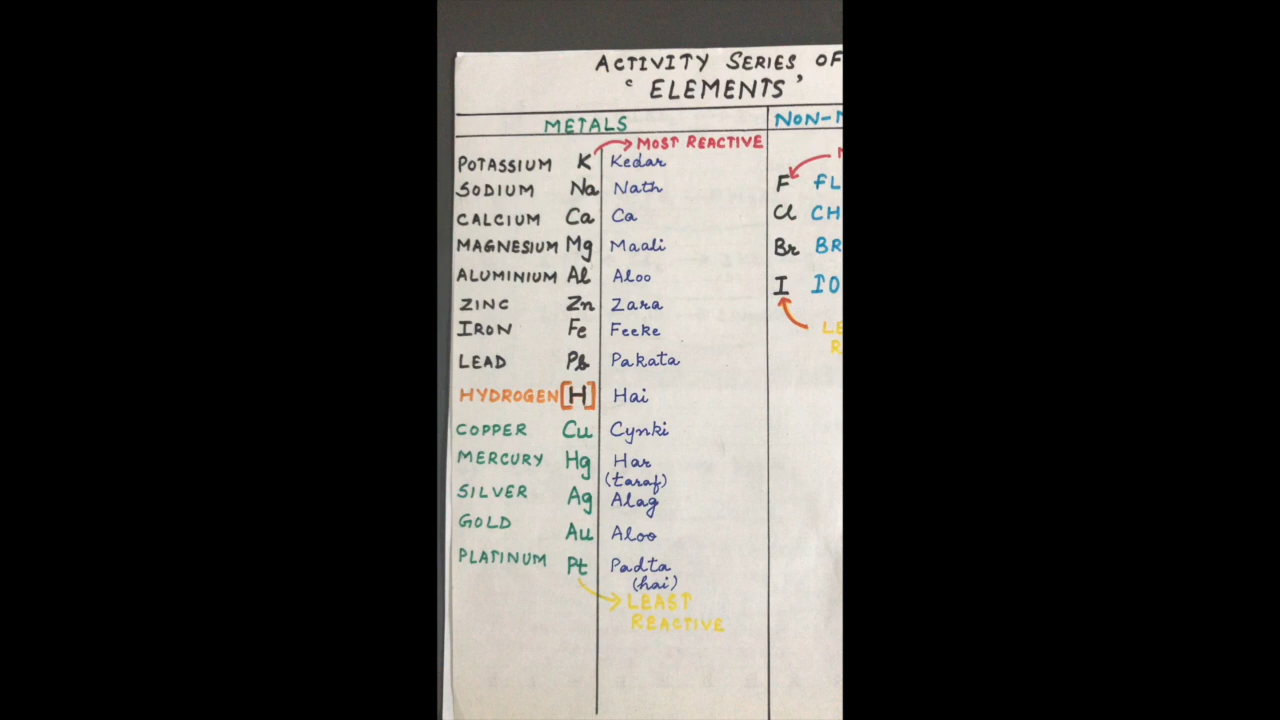 ACTIVITY SERIES OF
' ELEMENTS '
METALS
MOST REACTIVE
POTASSIUM K Kedar
SODIUM Na Nath
CALCIUM Ca Ca
MAGNESIUM Mg Maali
ALUMINIUM Al Aloo
ZINC Zn Zara
IRON Fe Feeke
LEAD Pb Pakata
HYDROGEN [H] Hai
COPPER Cu Cynki
MERCURY Hg Har
(taraf)
SILVER Ag Alag
GOLD Au Aloo
PLATINUM Pt Padta
(hai)
LEAST
REACTIVE
NON-
F FL
Cl CH
Br BR
I IO
LE
R